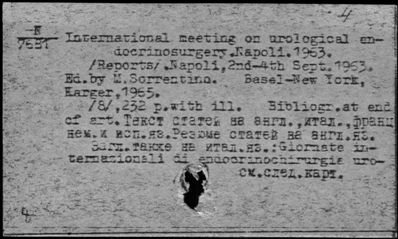 4
N
7631
International meeting on urological en-
docrinosurgery.Napoli.1963.
/Reports/.Napoli,2nd-4th Sept.1963.
Ed.by M.Sorrentino. Basel-New York,
Karger,1965.
/8/,232 p.with ill. Bibliogr.at end
of art.Текст статей на англ.,итал.,франц
нем.и исп.яз.Резюме статей на англ.яз.
Загл.также на итал.яз.:Giornate in-
ternazionali di endocrinochirurgia uro-
см.след.карт.